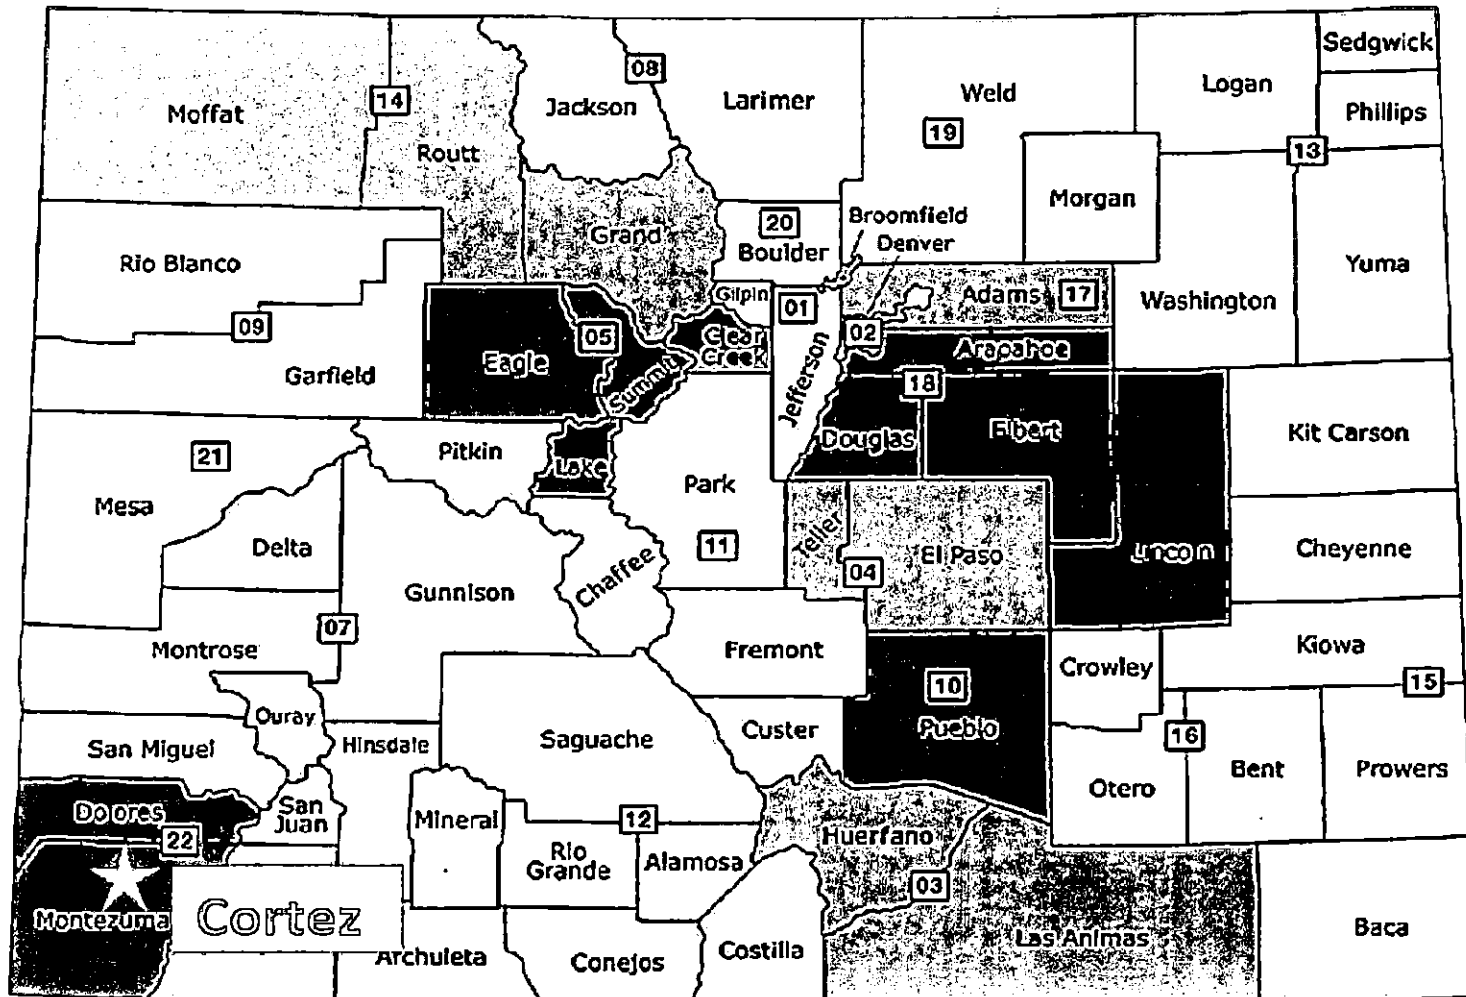 Sedgwick
08
Logan
Moffat
14
Jackson
Larimer
Weld
Phillips
19
13
Routt
Morgan
20
Broomfield
Grand
Boulder
Denver
Rio Blanco
Yuma
Gilpin
01
Adams
17
Washington
09
05
Clear
Creek
02
Arapahoe
Eagle
Garfield
Summit
Jefferson
18
Douglas
Elbert
Kit Carson
21
Pitkin
Lake
Mesa
Park
Delta
11
Teller
El Paso
Lincoln
Cheyenne
Gunnison
Chaffee
04
07
Montrose
Fremont
Crowley
Kiowa
10
15
Ouray
Pueblo
San Miguel
Hinsdale
Saguache
Custer
16
Bent
Prowers
Otero
Dolores
San
Juan
Mineral
12
22
Rio
Grande
Alamosa
Huerfano
03
Montezuma
Cortez
Las Animas
Baca
Archuleta
Conejos
Costilla